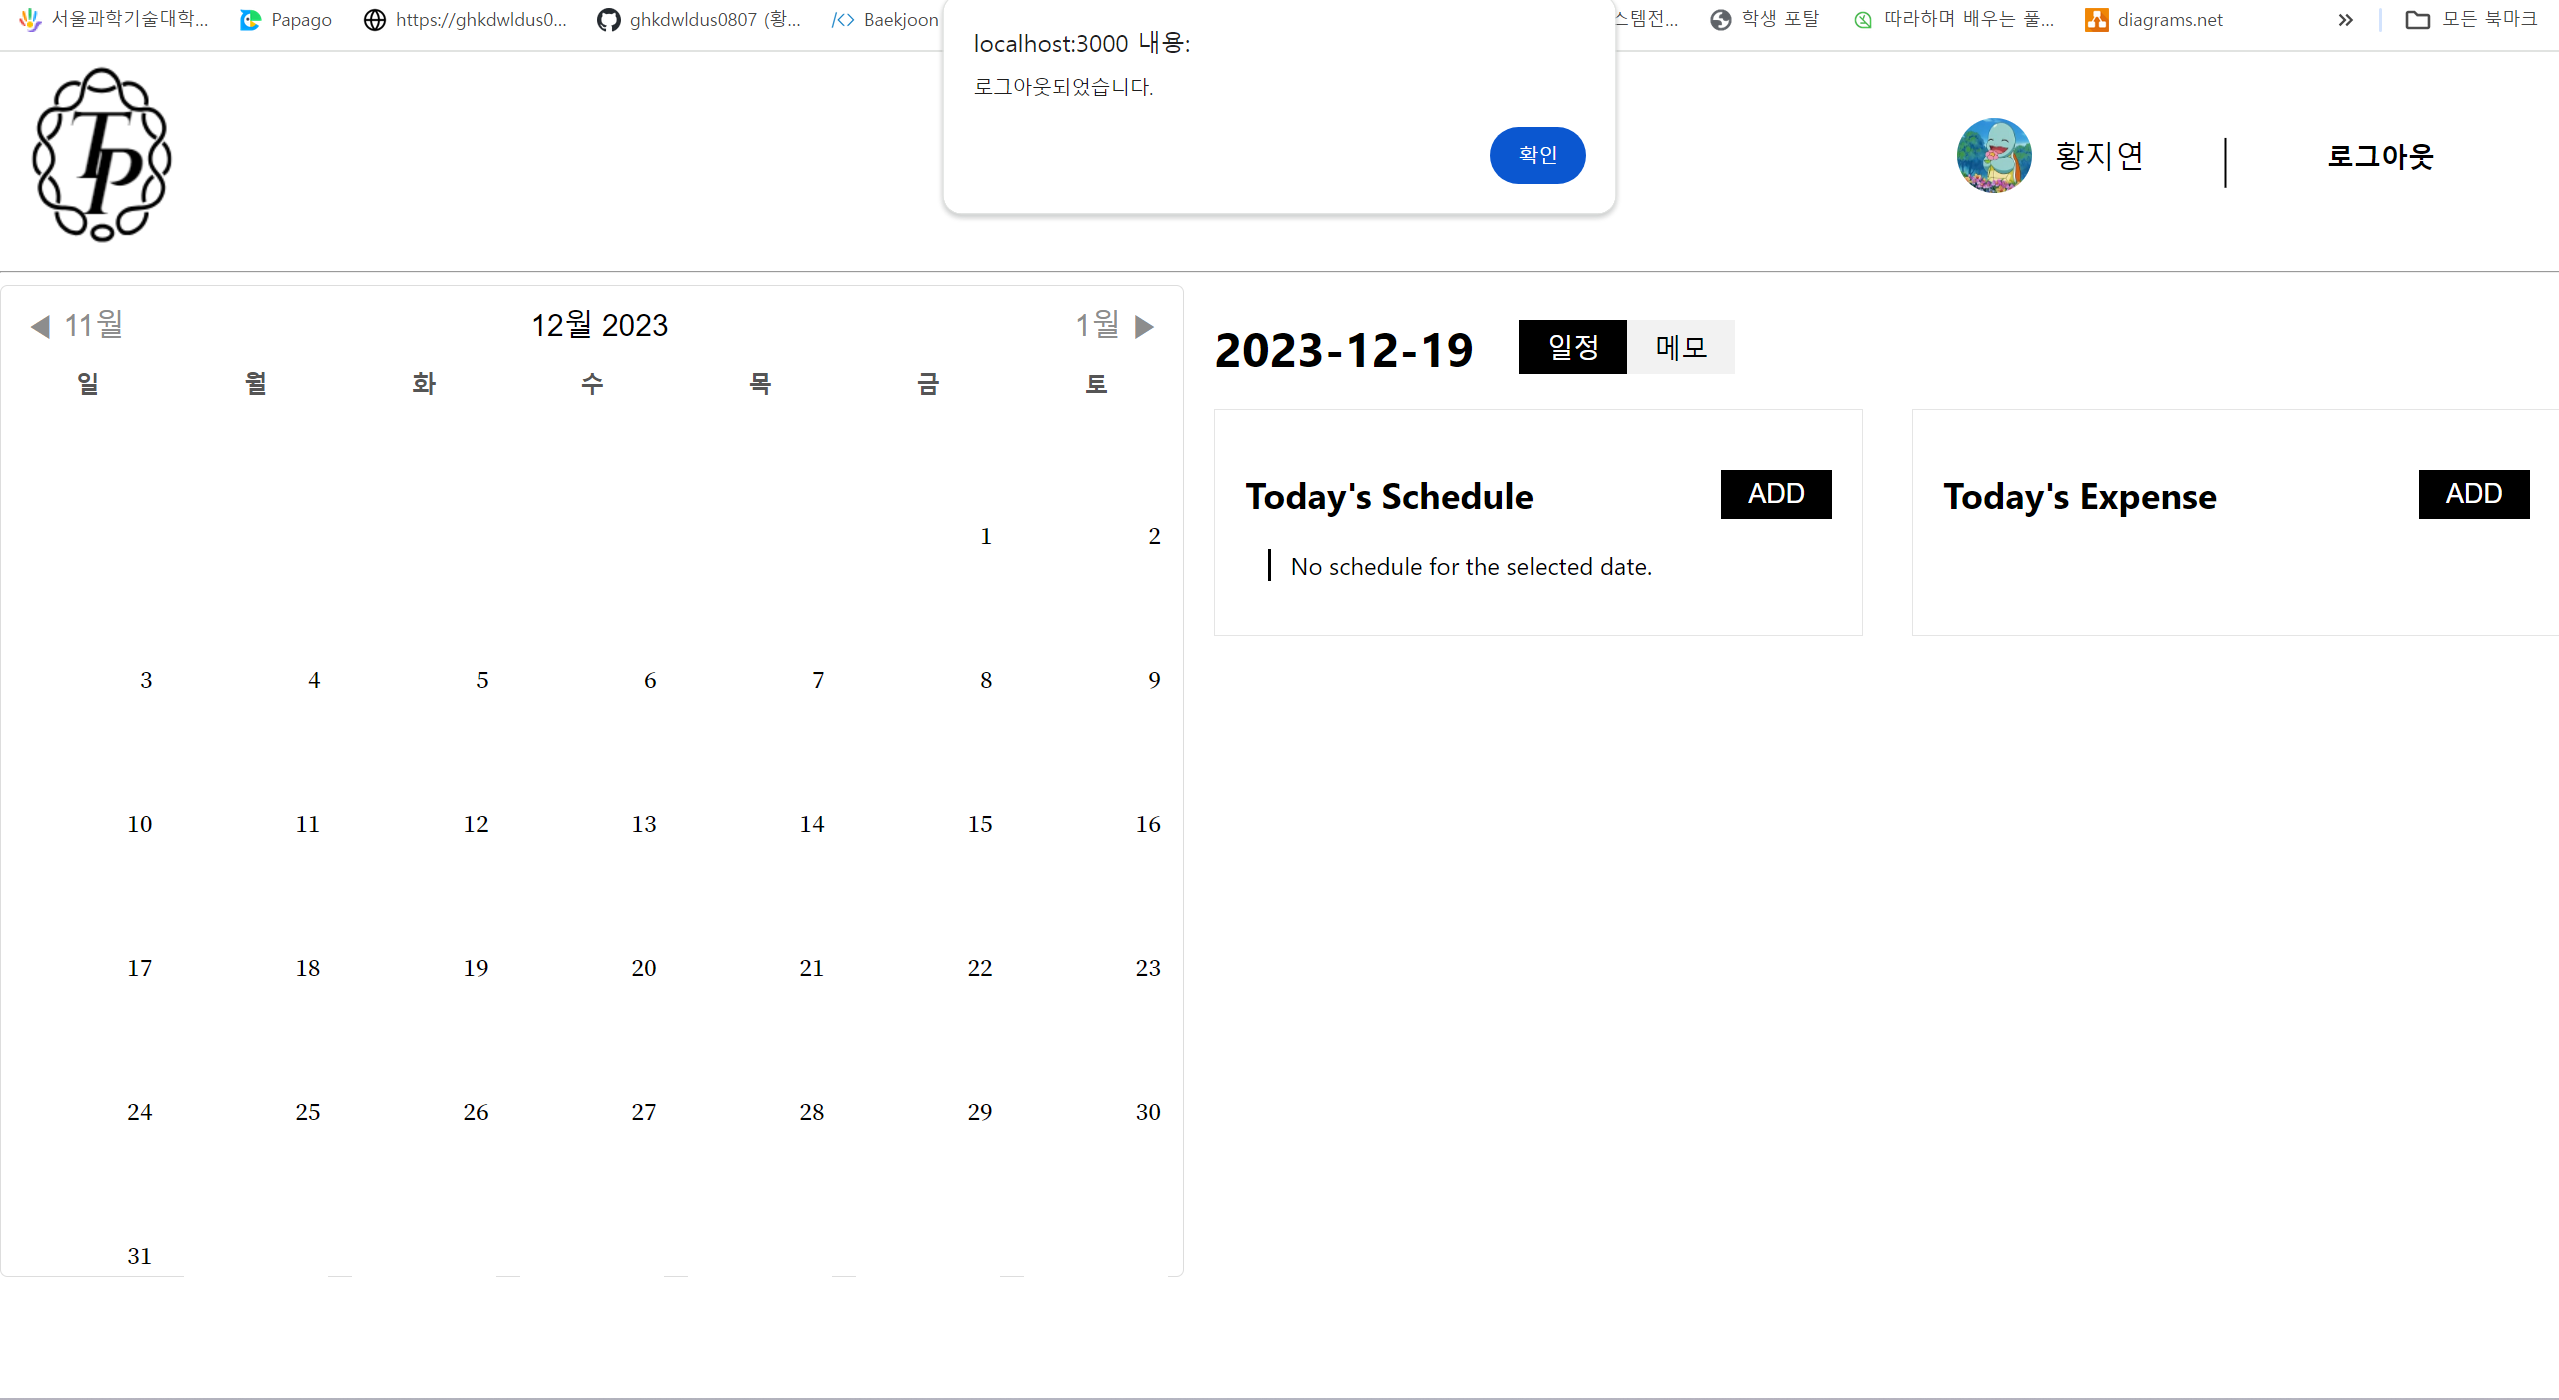 서울과학기술대학...
Papago
https://ghkdwldus0...
ghkdwldus0807 (황...
Baekjoon
스템전...
학생 포탈
따라하며 배우는 풀...
diagrams.net
»
모든 북마크
localhost:3000 내용:
로그아웃되었습니다.
확인
TP
황지연
로그아웃
◀ 11월
12월 2023
1월 ▶
일 월 화 수 목 금 토
1 2
3 4 5 6 7 8 9
10 11 12 13 14 15 16
17 18 19 20 21 22 23
24 25 26 27 28 29 30
31
2023-12-19
일정
메모
Today's Schedule
ADD
No schedule for the selected date.
Today's Expense
ADD